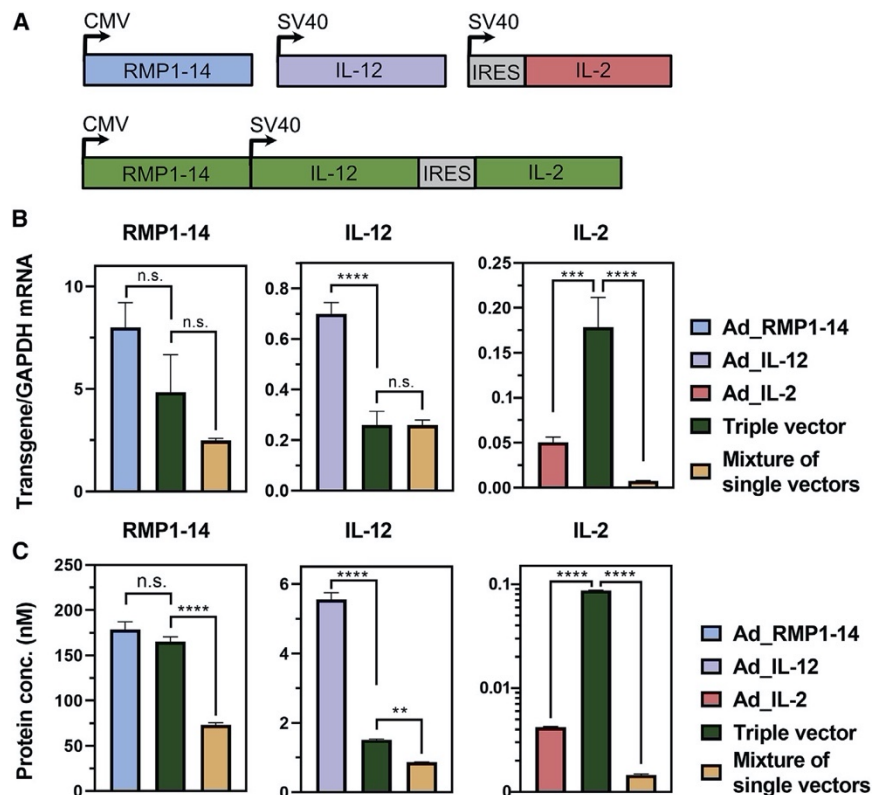 A
CMV
SV40
SV40
RMP1-14
IL-12
IRES
IL-2
CMV
SV40
RMP1-14
IL-12
IRES
IL-2
B
RMP1-14
IL-12
IL-2
Transgene/GAPDH mRNA
10
5
0
n.s.
n.s.
0.8
0.6
0.4
0.2
0.0
****
n.s.
0.25
0.20
0.15
0.10
0.05
0.00
***
****
Ad_RMP1-14
Ad_IL-12
Ad_IL-2
Triple vector
Mixture of
single vectors
C
RMP1-14
IL-12
IL-2
Protein conc. (nM)
250
200
150
100
50
0
n.s.
****
6
4
2
0
****
**
0.1
0.01
0
****
****
Ad_RMP1-14
Ad_IL-12
Ad_IL-2
Triple vector
Mixture of
single vectors